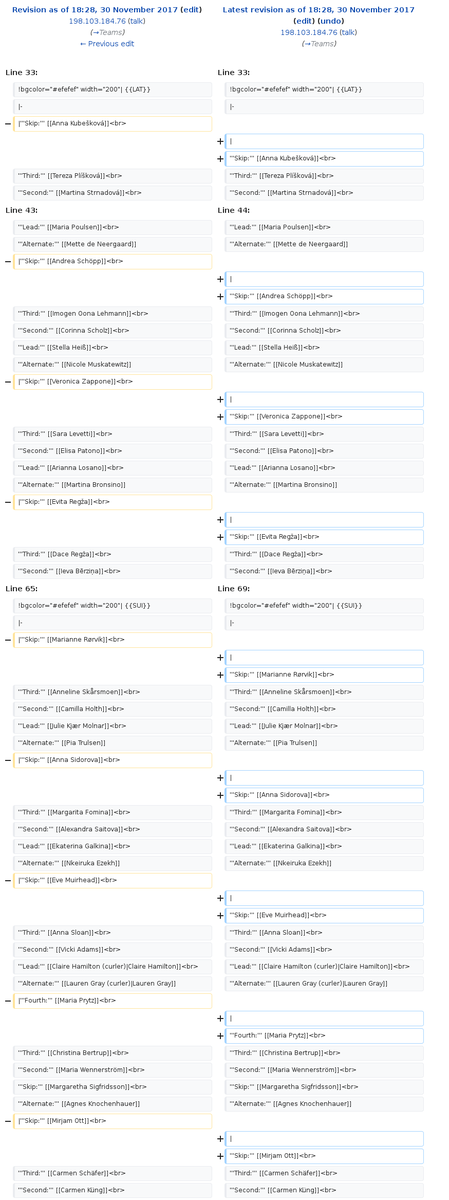 Revision as of 18:28, 30 November 2017 (edit)
198.103.184.76 (talk)
(→Teams)
← Previous edit
Latest revision as of 18:28, 30 November 2017
(edit) (undo)
198.103.184.76 (talk)
(→Teams)
Line 33:
Line 33:
!bgcolor="#efefef" width="200"| {{LAT}}
!bgcolor="#efefef" width="200"| {{LAT}}
|-
|-
− |'''Skip:''' [[Anna Kubešková]]<br>
+ |
+ '''Skip:''' [[Anna Kubešková]]<br>
'''Third:''' [[Tereza Plíšková]]<br>
'''Third:''' [[Tereza Plíšková]]<br>
'''Second:''' [[Martina Strnadová]]<br>
'''Second:''' [[Martina Strnadová]]<br>
Line 43:
Line 44:
'''Lead:''' [[Maria Poulsen]]<br>
'''Lead:''' [[Maria Poulsen]]<br>
'''Alternate:''' [[Mette de Neergaard]]
'''Alternate:''' [[Mette de Neergaard]]
− |'''Skip:''' [[Andrea Schöpp]]<br>
+ |
+ '''Skip:''' [[Andrea Schöpp]]<br>
'''Third:''' [[Imogen Oona Lehmann]]<br>
'''Third:''' [[Imogen Oona Lehmann]]<br>
'''Second:''' [[Corinna Scholz]]<br>
'''Second:''' [[Corinna Scholz]]<br>
'''Lead:''' [[Stella Heiß]]<br>
'''Lead:''' [[Stella Heiß]]<br>
'''Alternate:''' [[Nicole Muskatewitz]]
'''Alternate:''' [[Nicole Muskatewitz]]
− |'''Skip:''' [[Veronica Zappone]]<br>
+ |
+ '''Skip:''' [[Veronica Zappone]]<br>
'''Third:''' [[Sara Levetti]]<br>
'''Third:''' [[Sara Levetti]]<br>
'''Second:''' [[Elisa Patono]]<br>
'''Second:''' [[Elisa Patono]]<br>
'''Lead:''' [[Arianna Losano]]<br>
'''Lead:''' [[Arianna Losano]]<br>
'''Alternate:''' [[Martina Bronsino]]
'''Alternate:''' [[Martina Bronsino]]
− |'''Skip:''' [[Evita Regža]]<br>
+ |
+ '''Skip:''' [[Evita Regža]]<br>
'''Third:''' [[Dace Regža]]<br>
'''Third:''' [[Dace Regža]]<br>
'''Second:''' [[Ieva Bērziņa]]<br>
'''Second:''' [[Ieva Bērziņa]]<br>
Line 65:
Line 69:
!bgcolor="#efefef" width="200"| {{SUI}}
!bgcolor="#efefef" width="200"| {{SUI}}
|-
|-
− |'''Skip:''' [[Marianne Rørvik]]<br>
+ |
+ '''Skip:''' [[Marianne Rørvik]]<br>
'''Third:''' [[Anneline Skårsmoen]]<br>
'''Third:''' [[Anneline Skårsmoen]]<br>
'''Second:''' [[Camilla Holth]]<br>
'''Second:''' [[Camilla Holth]]<br>
'''Lead:''' [[Julie Kjær Molnar]]<br>
'''Lead:''' [[Julie Kjær Molnar]]<br>
'''Alternate:''' [[Pia Trulsen]]
'''Alternate:''' [[Pia Trulsen]]
− |'''Skip:''' [[Anna Sidorova]]<br>
+ |
+ '''Skip:''' [[Anna Sidorova]]<br>
'''Third:''' [[Margarita Fomina]]<br>
'''Third:''' [[Margarita Fomina]]<br>
'''Second:''' [[Alexandra Saitova]]<br>
'''Second:''' [[Alexandra Saitova]]<br>
'''Lead:''' [[Ekaterina Galkina]]<br>
'''Lead:''' [[Ekaterina Galkina]]<br>
'''Alternate:''' [[Nkeiruka Ezekh]]
'''Alternate:''' [[Nkeiruka Ezekh]]
− |'''Skip:''' [[Eve Muirhead]]<br>
+ |
+ '''Skip:''' [[Eve Muirhead]]<br>
'''Third:''' [[Anna Sloan]]<br>
'''Third:''' [[Anna Sloan]]<br>
'''Second:''' [[Vicki Adams]]<br>
'''Second:''' [[Vicki Adams]]<br>
'''Lead:''' [[Claire Hamilton (curler)|Claire Hamilton]]<br>
'''Lead:''' [[Claire Hamilton (curler)|Claire Hamilton]]<br>
'''Alternate:''' [[Lauren Gray (curler)|Lauren Gray]]
'''Alternate:''' [[Lauren Gray (curler)|Lauren Gray]]
− |'''Fourth:''' [[Maria Prytz]]<br>
+ |
+ '''Fourth:''' [[Maria Prytz]]<br>
'''Third:''' [[Christina Bertrup]]<br>
'''Third:''' [[Christina Bertrup]]<br>
'''Second:''' [[Maria Wennerström]]<br>
'''Second:''' [[Maria Wennerström]]<br>
'''Skip:''' [[Margaretha Sigfridsson]]<br>
'''Skip:''' [[Margaretha Sigfridsson]]<br>
'''Alternate:''' [[Agnes Knochenhauer]]
'''Alternate:''' [[Agnes Knochenhauer]]
− |'''Skip:''' [[Mirjam Ott]]<br>
+ |
+ '''Skip:''' [[Mirjam Ott]]<br>
'''Third:''' [[Carmen Schäfer]]<br>
'''Third:''' [[Carmen Schäfer]]<br>
'''Second:''' [[Carmen Küng]]<br>
'''Second:''' [[Carmen Küng]]<br>